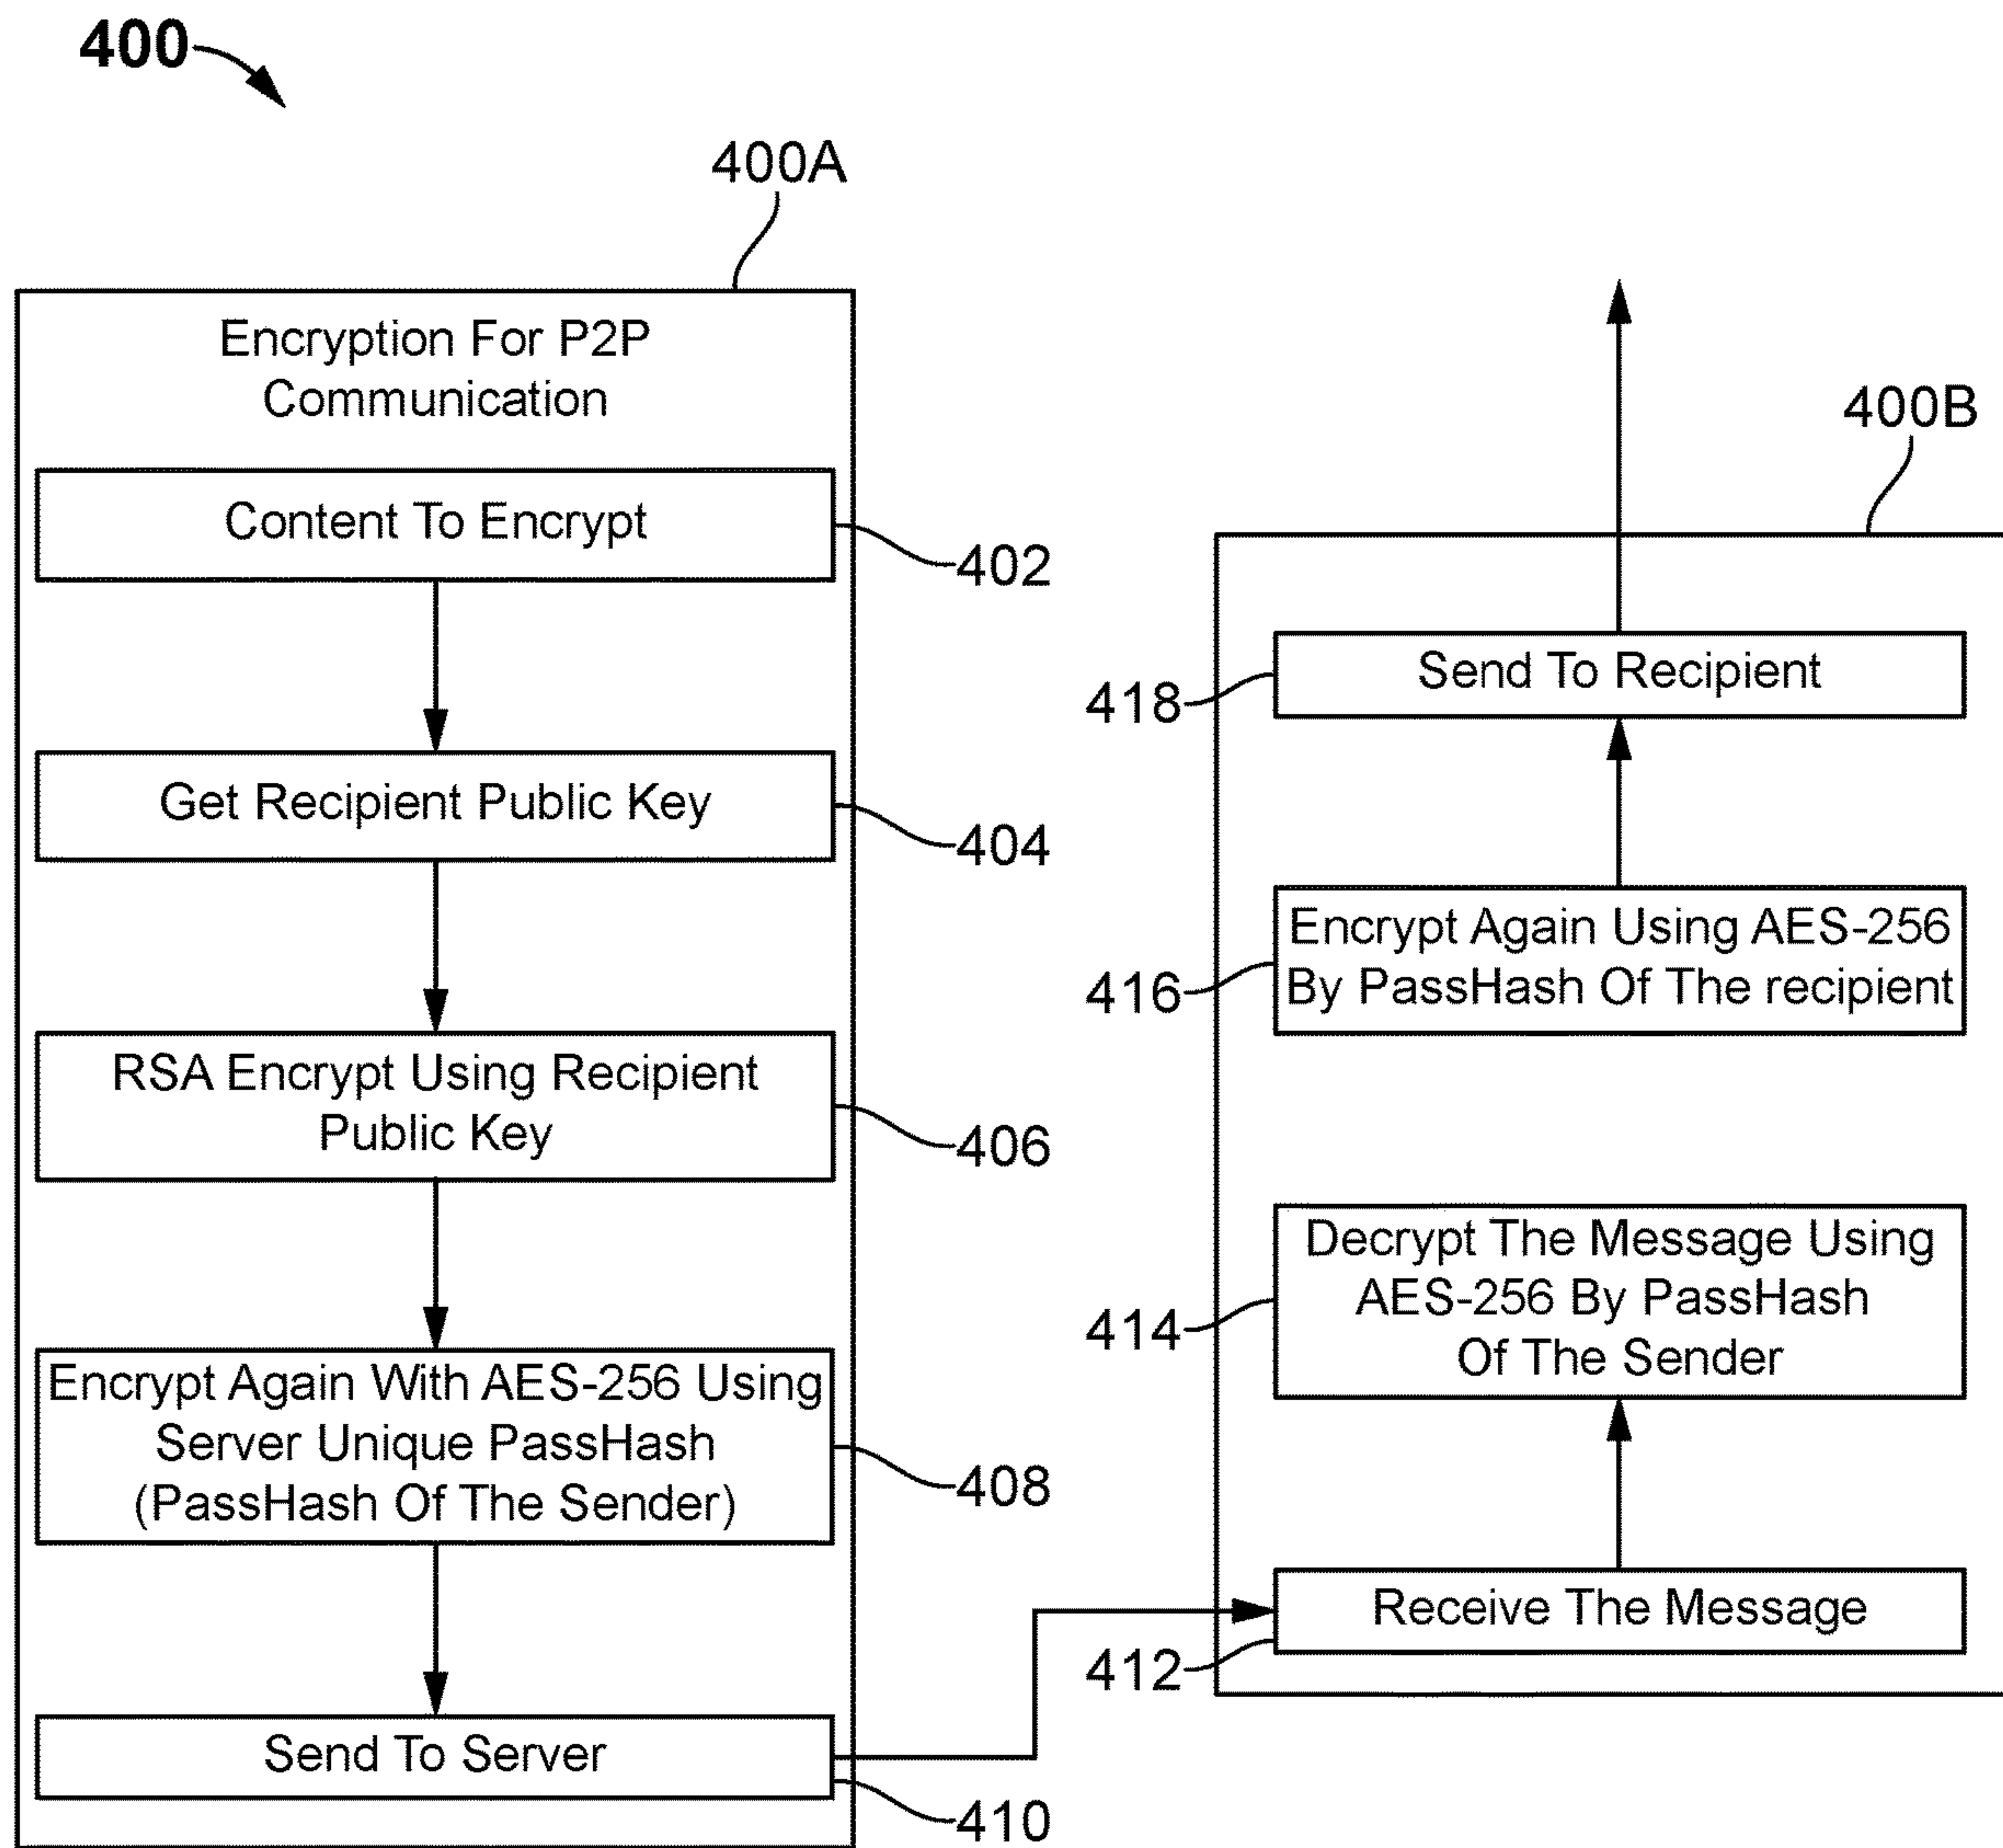 400
400A
Encryption For P2P
Communication
Content To Encrypt
402
Get Recipient Public Key
404
RSA Encrypt Using Recipient
Public Key
406
Encrypt Again With AES-256 Using
Server Unique PassHash
(PassHash Of The Sender)
408
Send To Server
410
400B
Send To Recipient
418
Encrypt Again Using AES-256
By PassHash Of The recipient
416
Decrypt The Message Using
AES-256 By PassHash
Of The Sender
414
Receive The Message
412